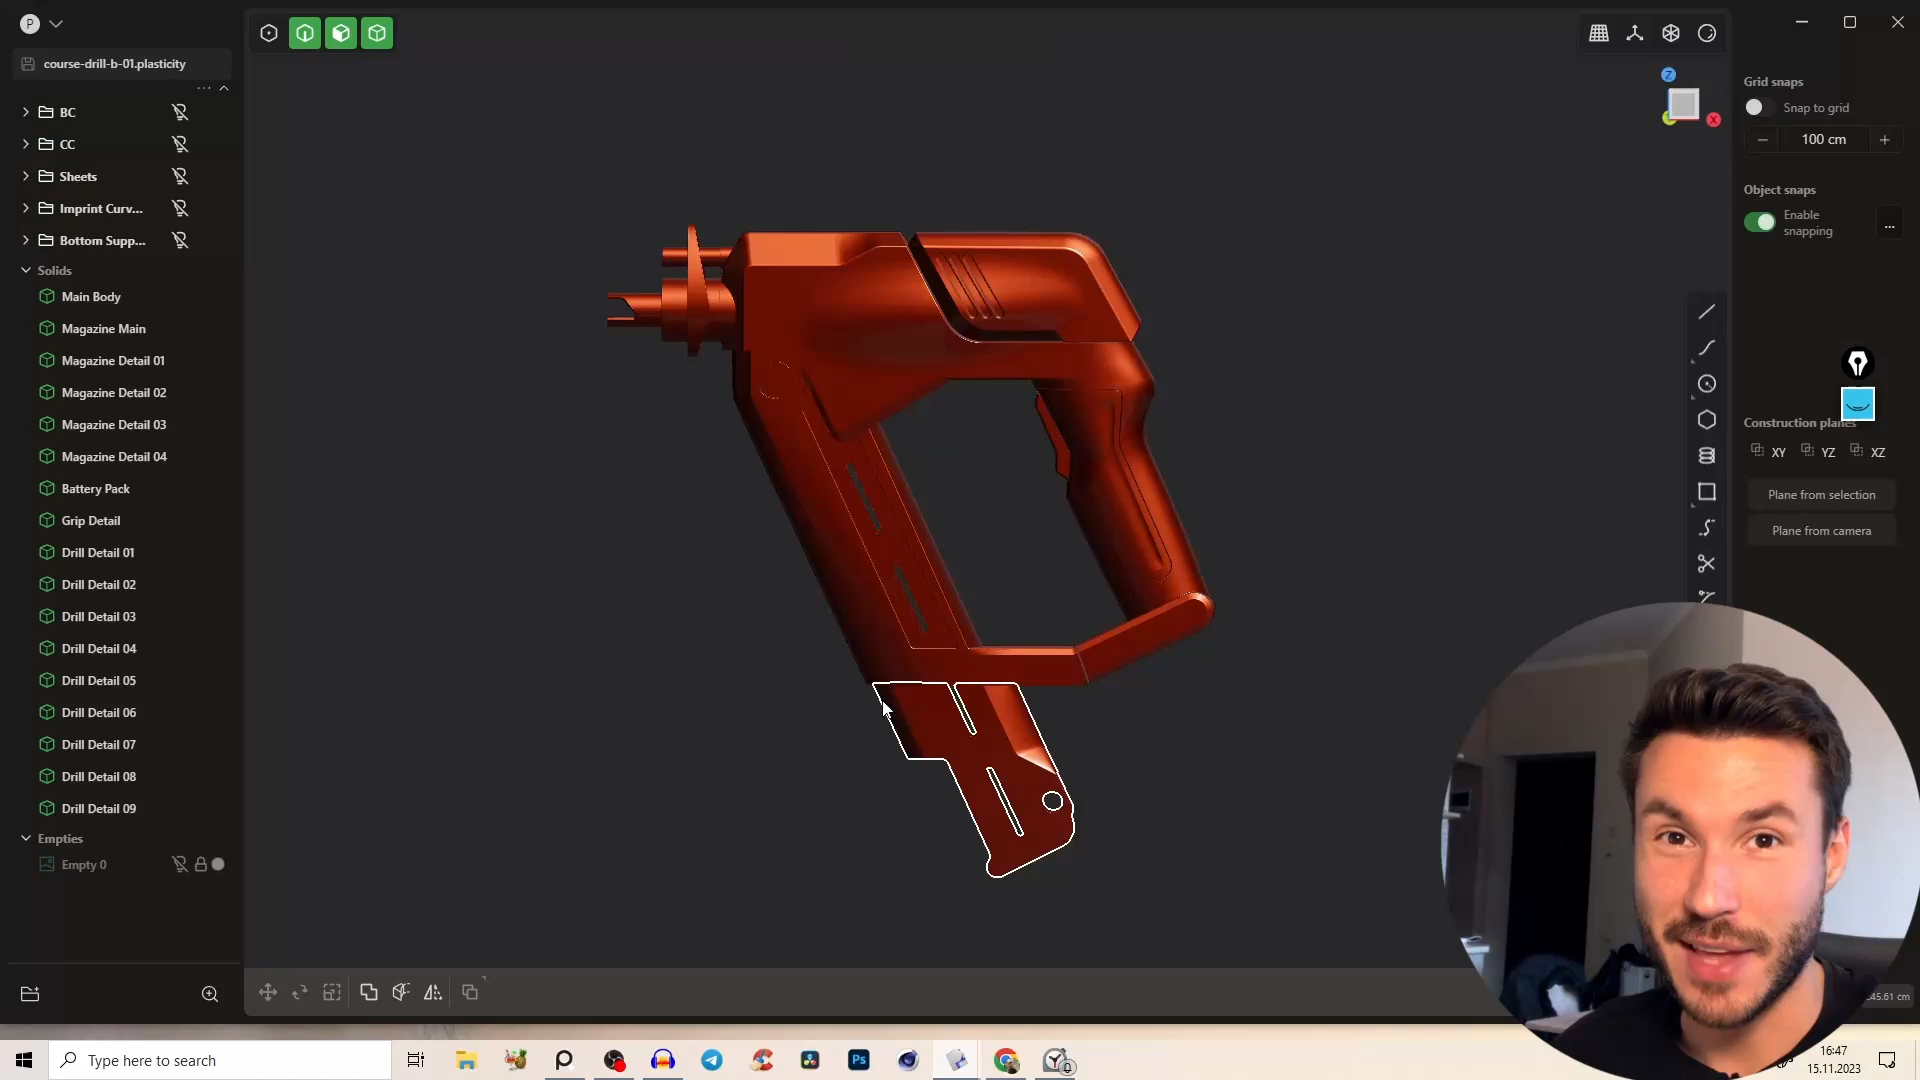 P
course-drill-b-01.plasticity
BC
CC
Sheets
Imprint Curv...
Bottom Supp...
Solids
Main Body
Magazine Main
Magazine Detail 01
Magazine Detail 02
Magazine Detail 03
Magazine Detail 04
Battery Pack
Grip Detail
Drill Detail 01
Drill Detail 02
Drill Detail 03
Drill Detail 04
Drill Detail 05
Drill Detail 06
Drill Detail 07
Drill Detail 08
Drill Detail 09
Empties
Empty 0
Z
X
Grid snaps
Snap to grid
100 cm
Object snaps
Enable
snapping
...
Construction planes
XY YZ XZ
Plane from selection
Plane from camera
45.61 cm
Type here to search
Ps
16:47
15.11.2023